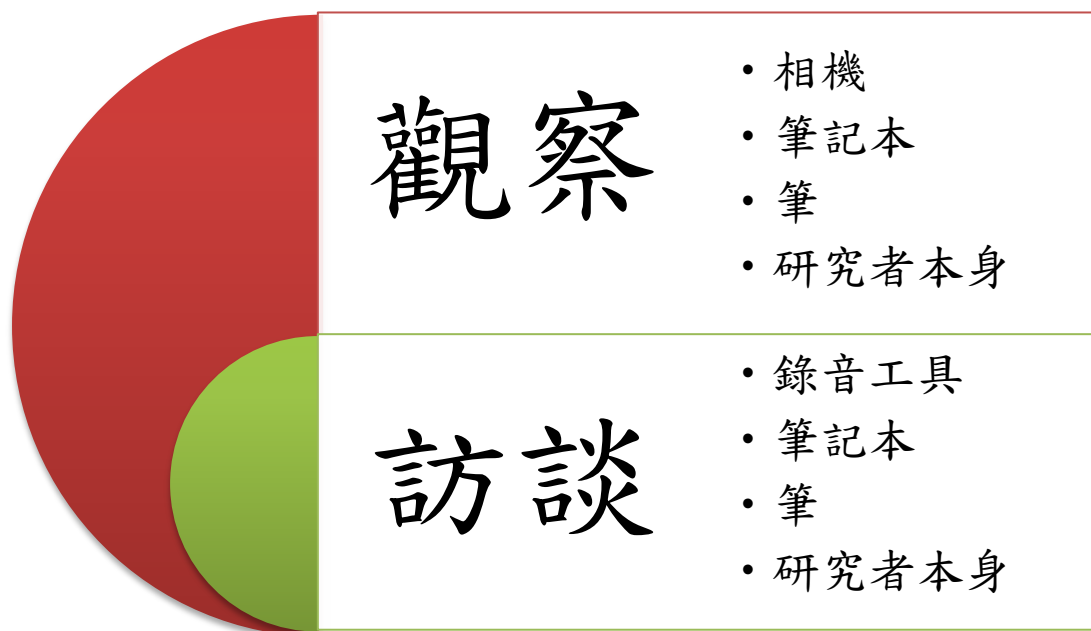 觀察
• 相機
• 筆記本
• 筆
• 研究者本身
訪談
• 錄音工具
• 筆記本
• 筆
• 研究者本身